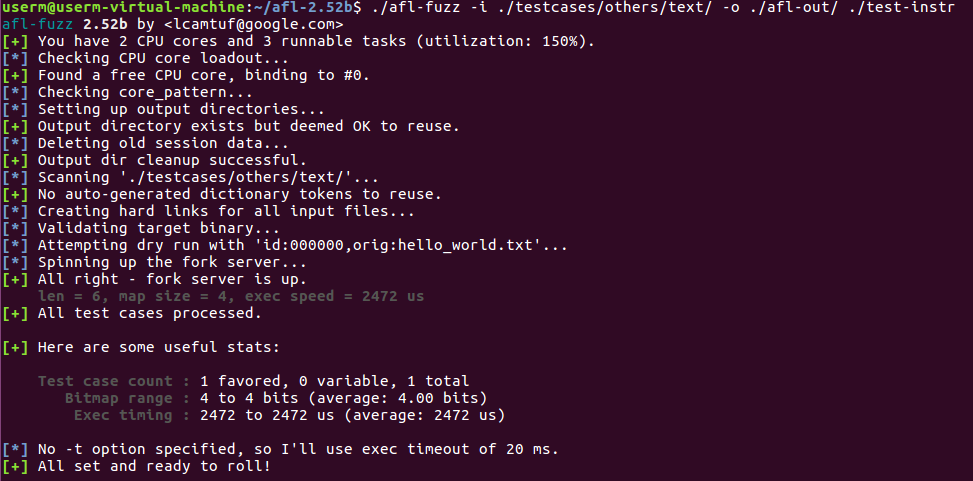 userm@userm-virtual-machine:~/afl-2.52b$ ./afl-fuzz -i ./testcases/others/text/ -o ./afl-out/ ./test-instr
afl-fuzz 2.52b by <lcamtuf@google.com>
[+] You have 2 CPU cores and 3 runnable tasks (utilization: 150%).
[*] Checking CPU core loadout...
[+] Found a free CPU core, binding to #0.
[*] Checking core_pattern...
[*] Setting up output directories...
[+] Output directory exists but deemed OK to reuse.
[*] Deleting old session data...
[+] Output dir cleanup successful.
[*] Scanning './testcases/others/text/'...
[+] No auto-generated dictionary tokens to reuse.
[*] Creating hard links for all input files...
[*] Validating target binary...
[*] Attempting dry run with 'id:000000,orig:hello_world.txt'...
[*] Spinning up the fork server...
[+] All right - fork server is up.
    len = 6, map size = 4, exec speed = 2472 us
[+] All test cases processed.

[+] Here are some useful stats:

    Test case count : 1 favored, 0 variable, 1 total
       Bitmap range : 4 to 4 bits (average: 4.00 bits)
        Exec timing : 2472 to 2472 us (average: 2472 us)

[*] No -t option specified, so I'll use exec timeout of 20 ms.
[+] All set and ready to roll!